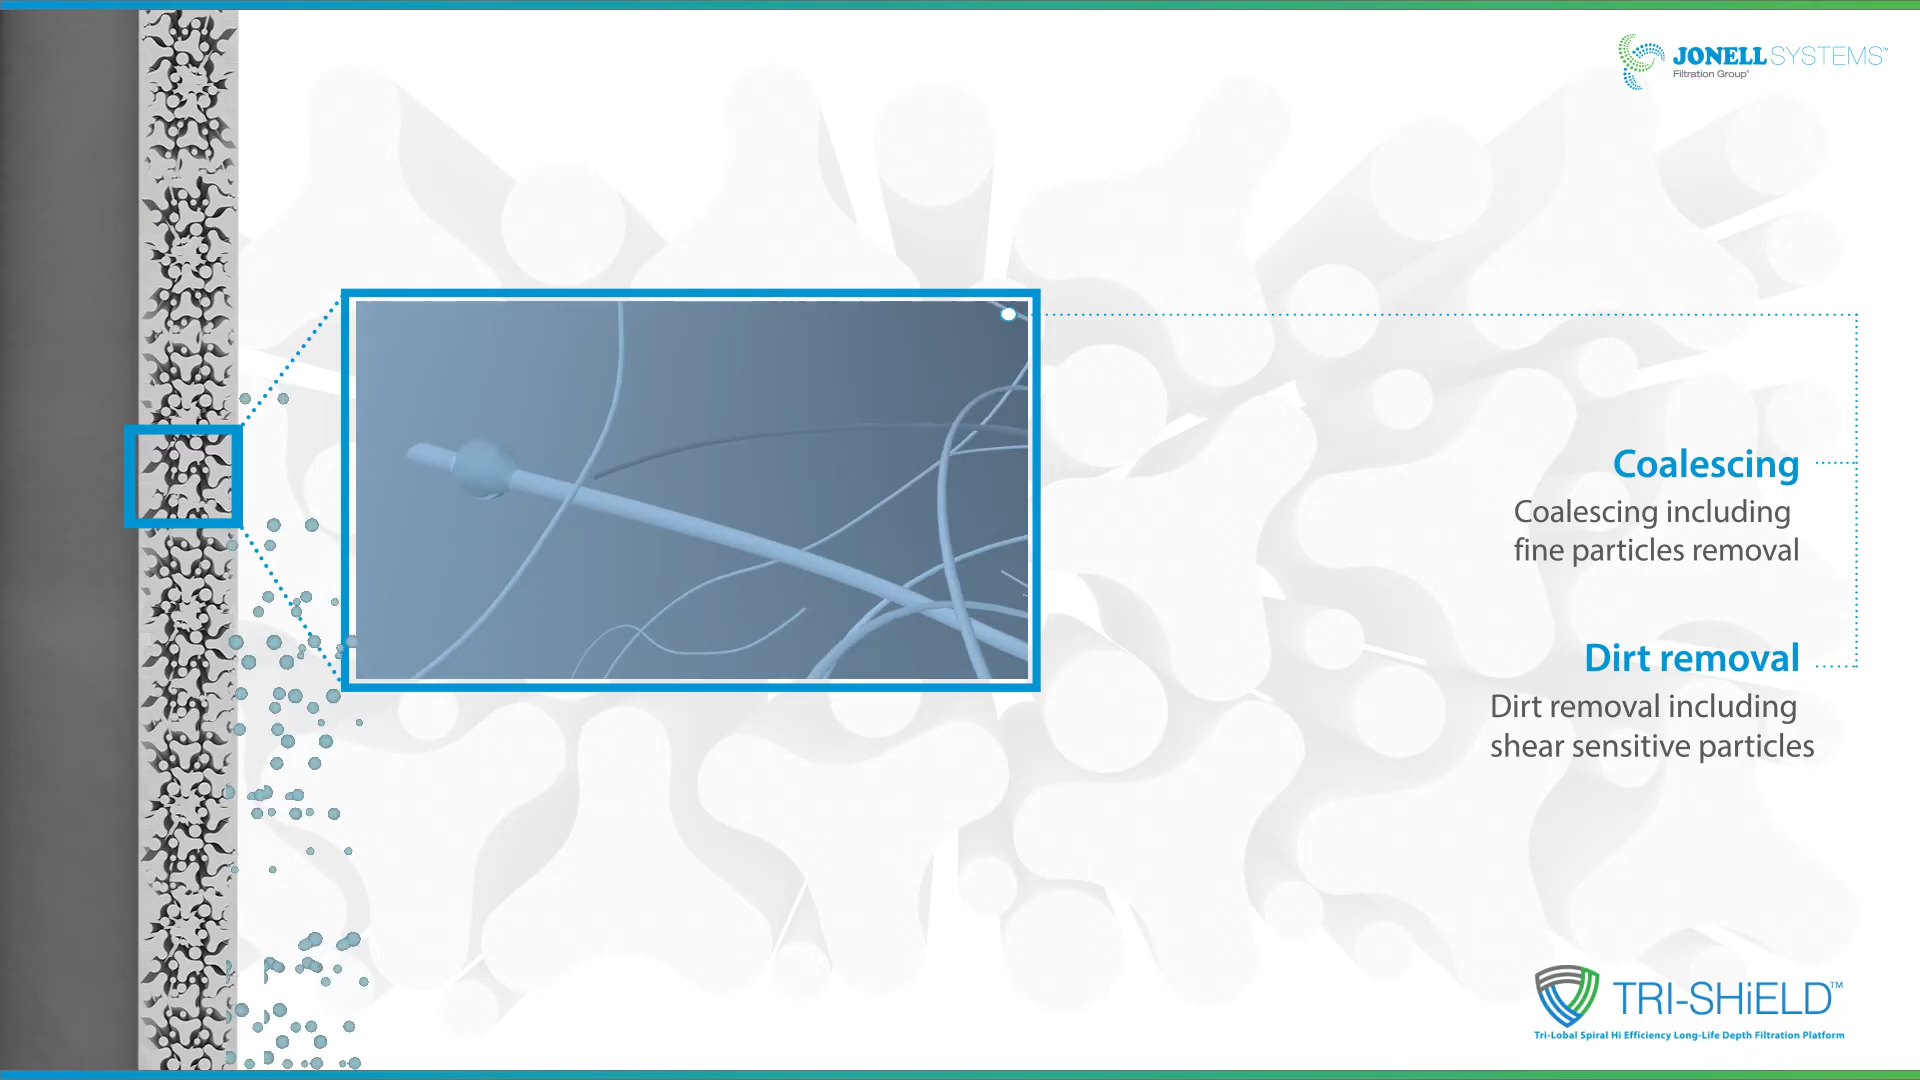 JONELL SYSTEMS™
Filtration Group®
Coalescing
Coalescing including
fine particles removal
Dirt removal
Dirt removal including
shear sensitive particles
TRI-SHiELD™
Tri-Lobal Spiral Hi Efficiency Long-Life Depth Filtration Platform